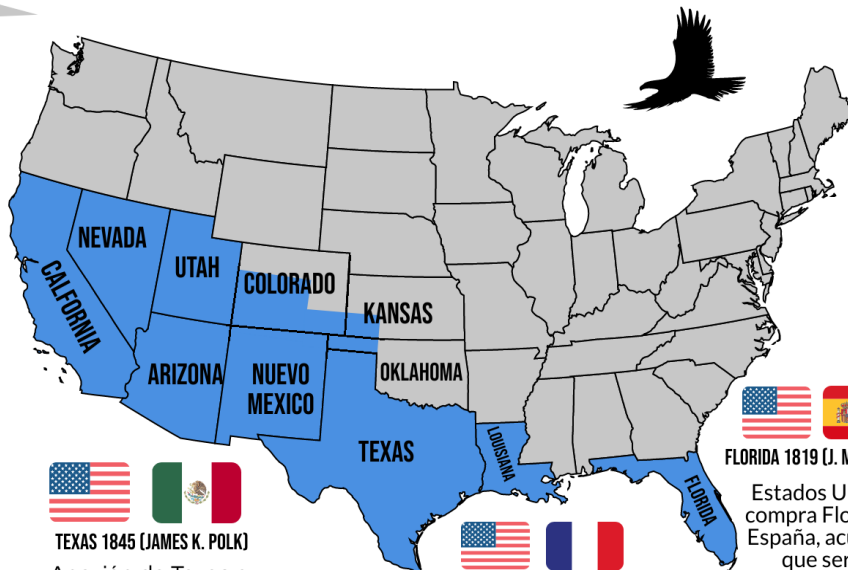 NEVADA
UTAH
COLORADO
CALFORNIA
KANSAS
ARIZONA
NUEVO
MEXICO
OKLAHOMA
TEXAS
LOUISIANA
FLORIDA
FLORIDA 1819 (J. M
Estados U
compra Flo
España, acu
que ser
TEXAS 1845 (JAMES K. POLK)